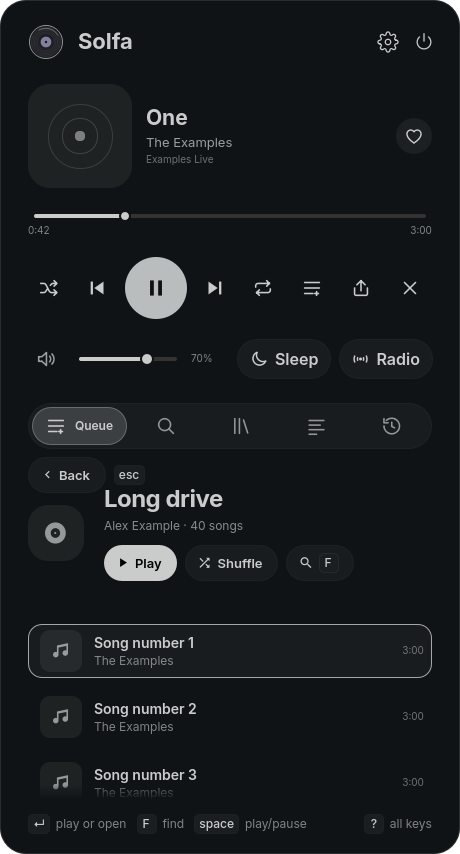 Solfa
One
The Examples
Examples Live
0:42 3:00
70% Sleep Radio
Queue
Back esc
Long drive
Alex Example · 40 songs
Play Shuffle F
Song number 1
The Examples 3:00
Song number 2
The Examples 3:00
Song number 3
The Examples 3:00
play or open F find space play/pause ? all keys